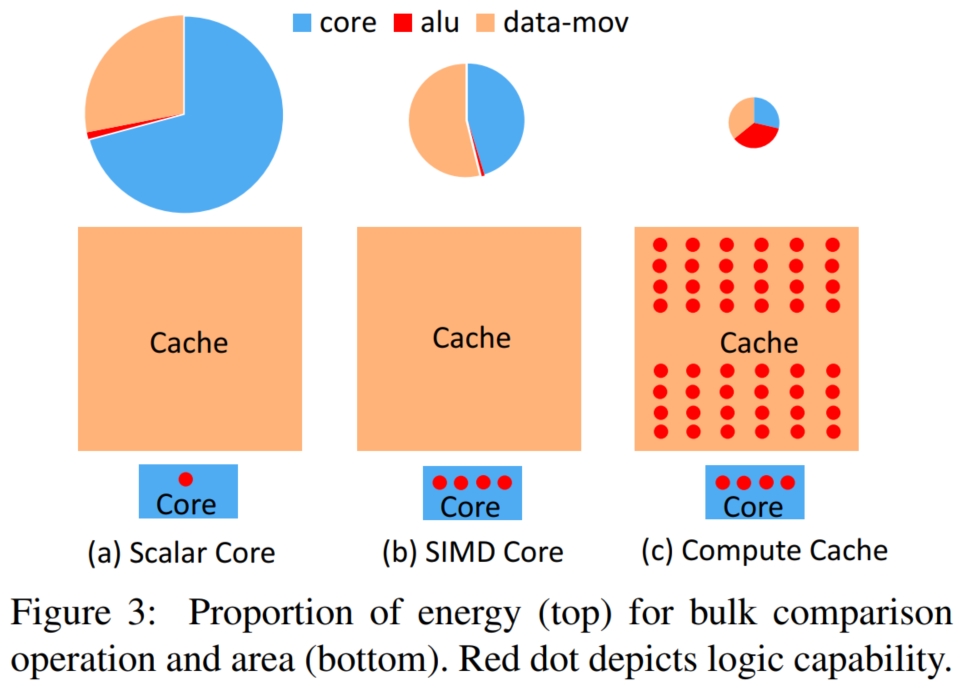 core alu data-mov
Cache
Cache
Cache
Core
Core
Core
(a) Scalar Core
(b) SIMD Core
(c) Compute Cache
Figure 3: Proportion of energy (top) for bulk comparison
operation and area (bottom). Red dot depicts logic capability.